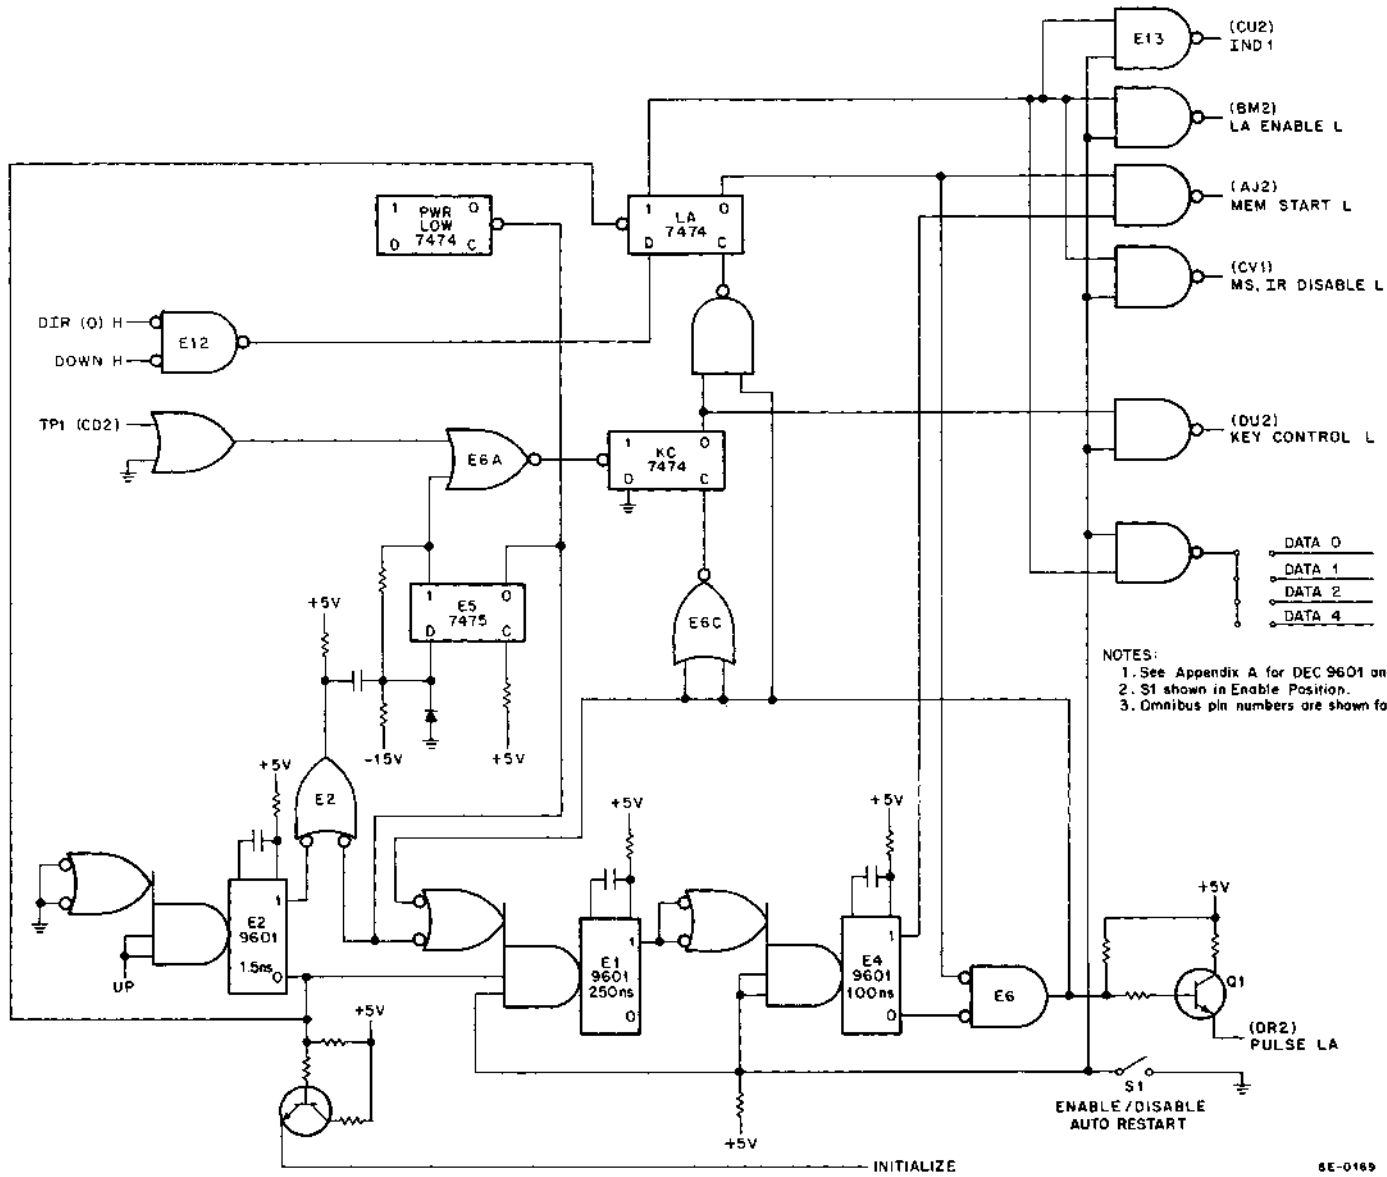 (CU2)
IND 1
E13
(BM2)
LA ENABLE L
(AJ2)
MEM START L
1 0
PWR
LOW
7474
D C
1 0
LA
7474
D C
(CV1)
MS, IR DISABLE L
DIR (0) H
E12
DOWN H
TP1 (CD2)
E6A
1 0
KC
7474
D C
(DU2)
KEY CONTROL L
DATA 0
DATA 1
DATA 2
DATA 4
1 0
E5
7475
D C
+5V
E6C
NOTES:
1. See Appendix A for DEC 9601 an
2. S1 shown in Enable Position.
3. Omnibus pin numbers are shown fo
-15V
+5V
+5V
E2
+5V
+5V
E2
9601
1.5ns
1
0
UP
E1
9601
250ns
1
0
E4
9601
100ns
1
0
E6
+5V
Q1
(DR2)
PULSE LA
+5V
S1
ENABLE/DISABLE
AUTO RESTART
+5V
INITIALIZE
8E-0169